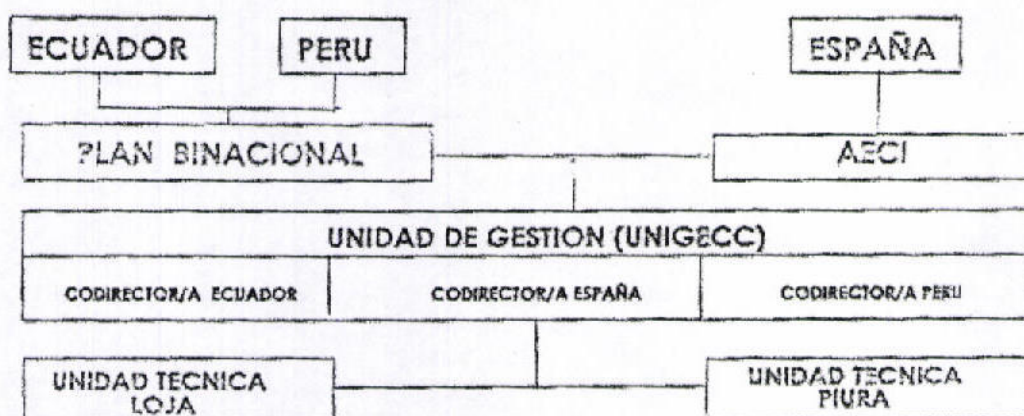 ECUADOR PERU ESPAÑA
PLAN BINACIONAL AECI
UNIDAD DE GESTION (UNIGECC)
CODIRECTOR/A ECUADOR CODIRECTOR/A ESPAÑA CODIRECTOR/A PERU
UNIDAD TECNICA UNIDAD TECNICA
LOJA PIURA